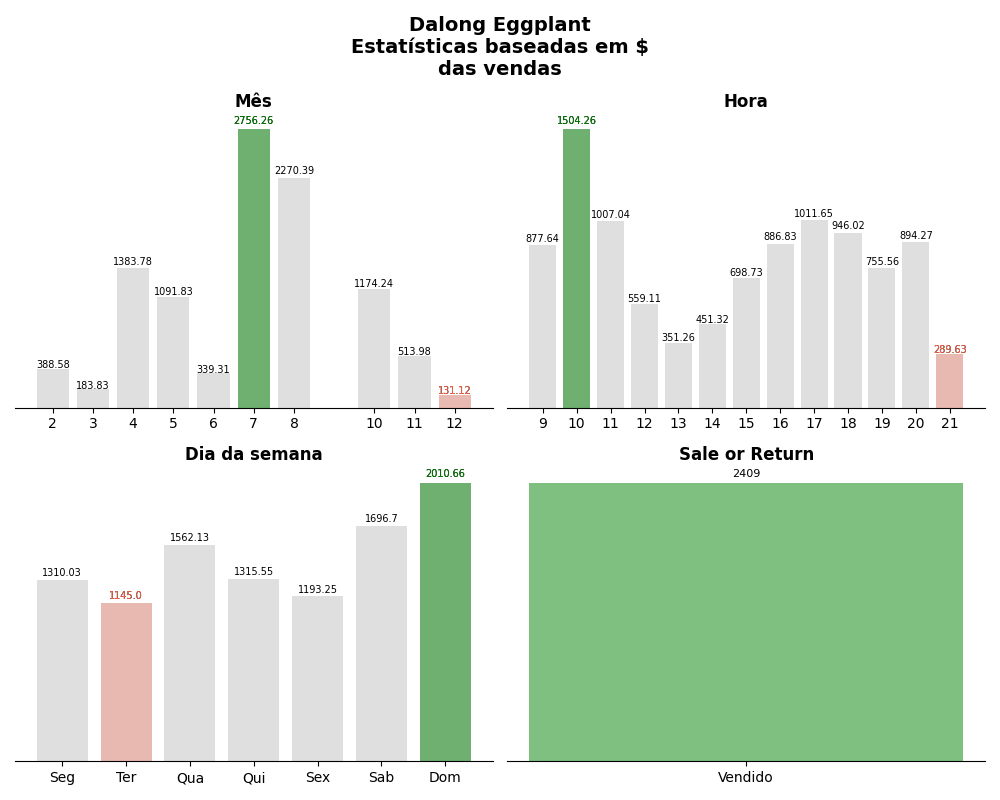 Dalong Eggplant
Estatísticas baseadas em $
das vendas
Mês
2756.26
2270.39
1383.78
1174.24
1091.83
513.98
388.58
339.31
183.83
131.12
2 3 4 5 6 7 8 10 11 12
Hora
1504.26
1007.04
1011.65
946.02
877.64
886.83
894.27
755.56
698.73
559.11
451.32
351.26
289.63
9 10 11 12 13 14 15 16 17 18 19 20 21
Dia da semana
2010.66
1696.7
1562.13
1310.03
1315.55
1193.25
1145.0
Seg Ter Qua Qui Sex Sab Dom
Sale or Return
2409
Vendido